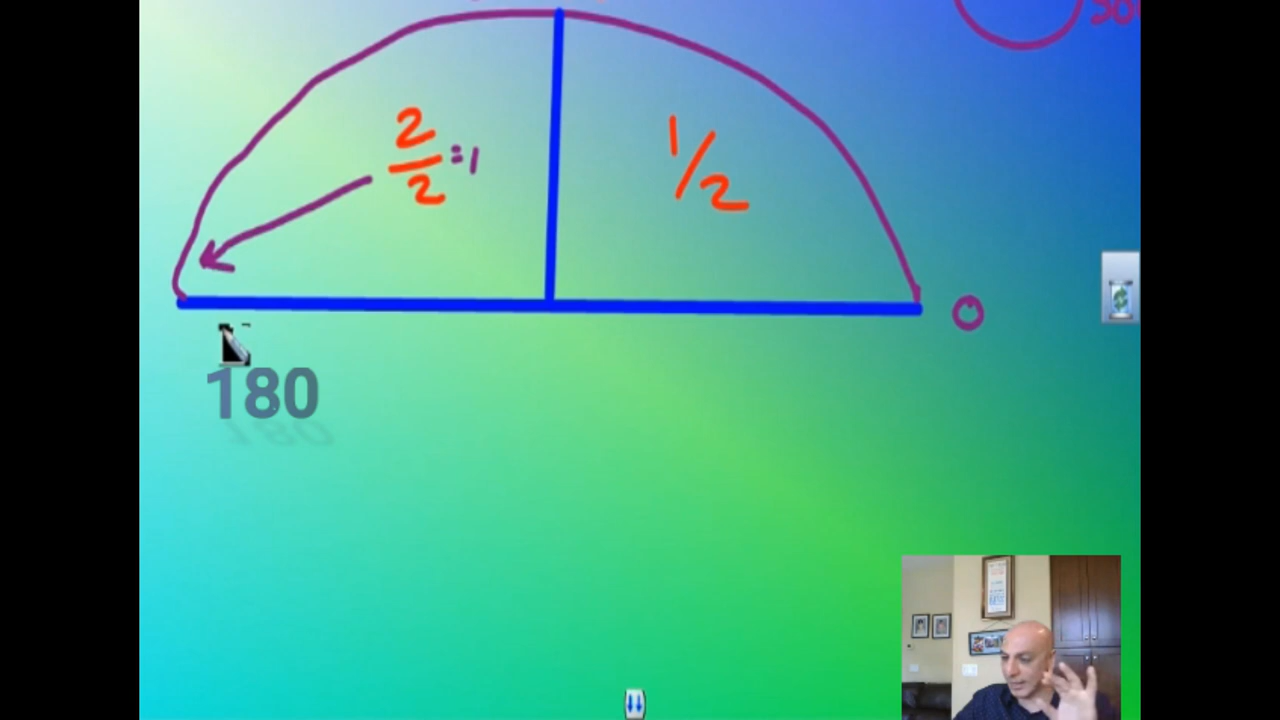 2/2 = 1
1/2
0
180